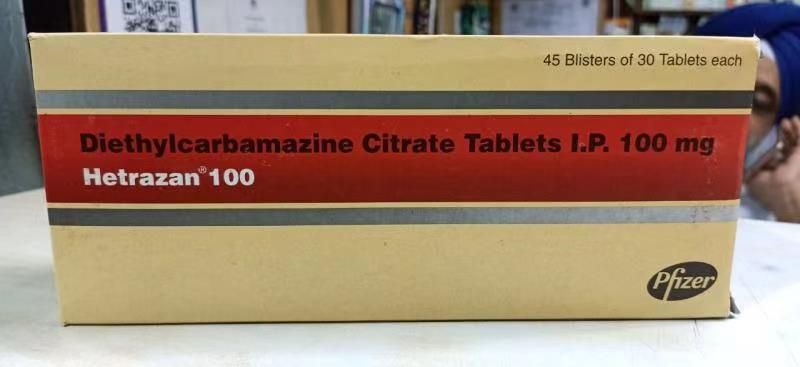 45 Blisters of 30 Tablets each
Diethylcarbamazine Citrate Tablets I.P. 100 mg
Hetrazan® 100
Pfizer